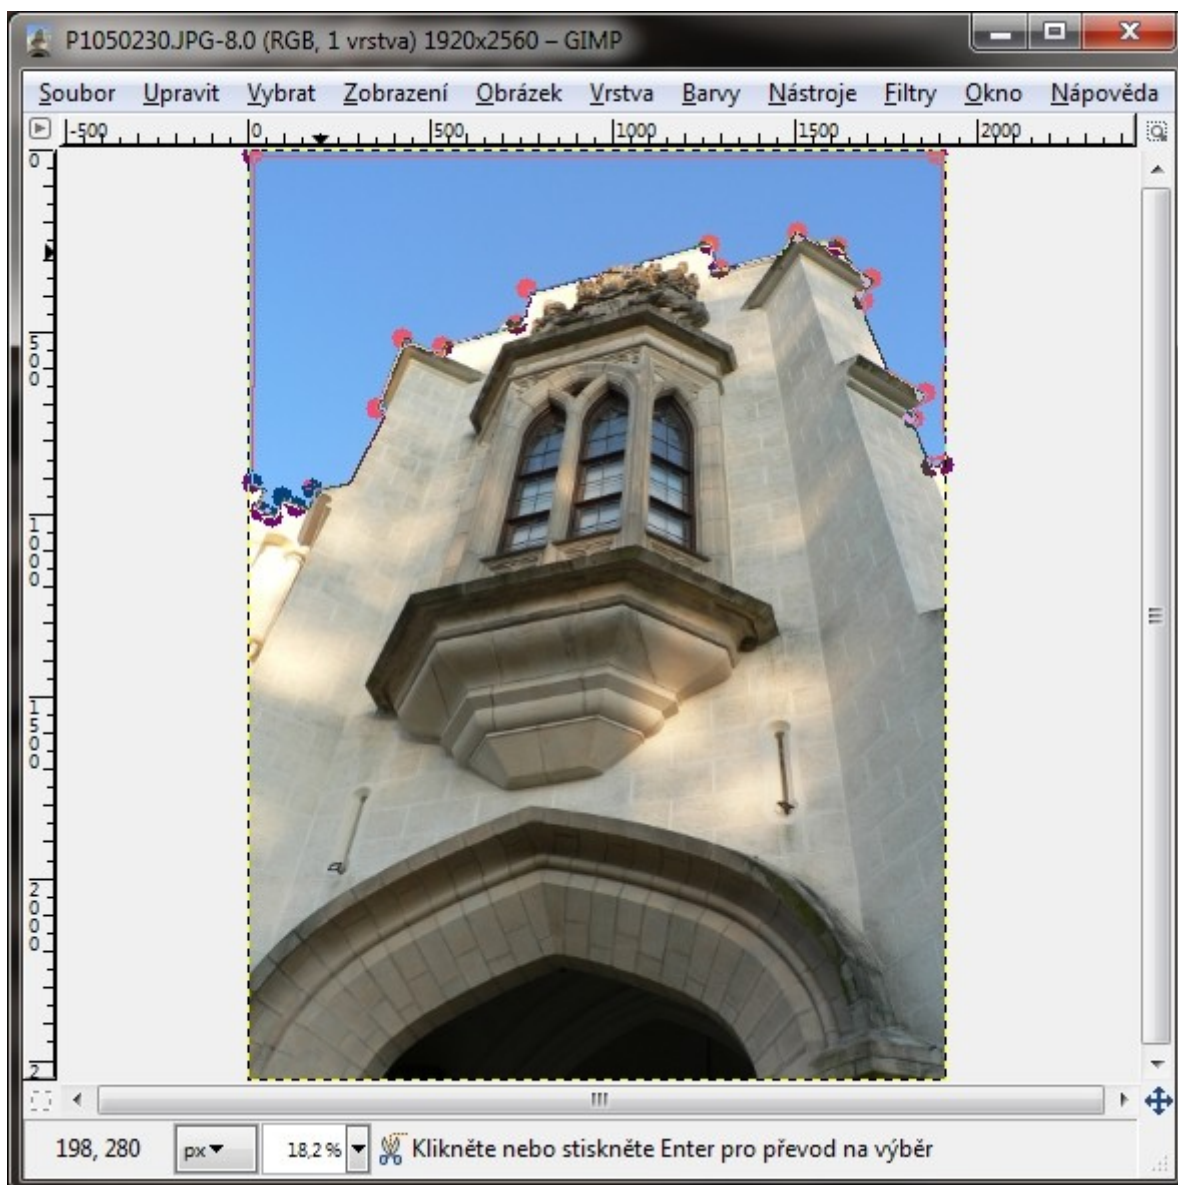 P1050230.JPG-8.0 (RGB, 1 vrstva) 1920x2560 – GIMP
Soubor Upravit Vybrat Zobrazení Obrázek Vrstva Barvy Nástroje Filtry Okno Nápověda
-500 0 500 1000 1500 2000
0
500
1000
1500
2000
2
198, 280 px 18,2 % Klikněte nebo stiskněte Enter pro převod na výběr